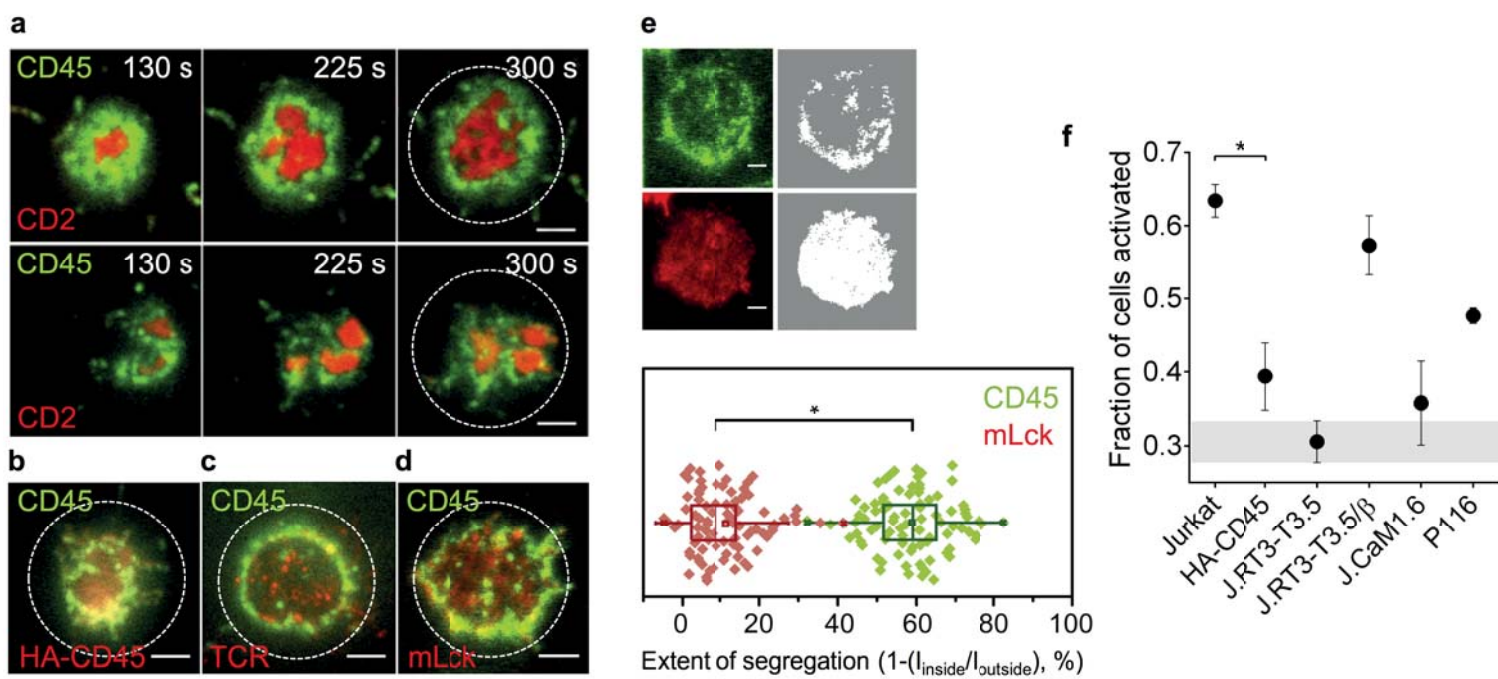 a
CD45 130 s 225 s 300 s
CD2
CD45 130 s 225 s 300 s
CD2
b c d
CD45 CD45 CD45
HA-CD45 TCR mLck
e
*
CD45
mLck
0 20 40 60 80 100
Extent of segregation (1-(Iinside/Ioutside), %)
f
*
0.7
0.6
0.5
0.4
0.3
Fraction of cells activated
Jurkat
HA-CD45
J.RT3-T3.5
J.RT3-T3.5/β
J.CaM1.6
P116